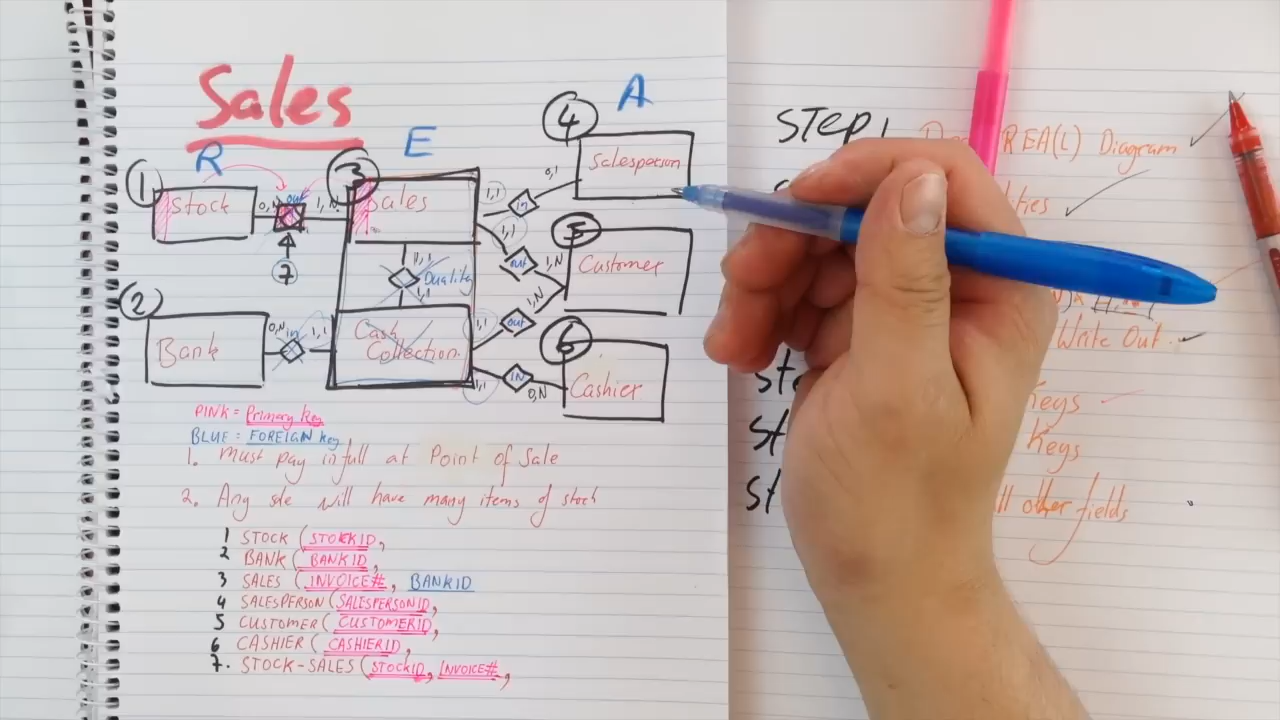 Sales
R
E
A
1
Stock
0,N
out
1,N
7
3
Sales
1,1
in
0,1
4
Salesperson
1,1
out
1,N
5
Customer
1,1
Duality
1,1
2
Bank
0,N
in
1,1
Cash
Collection
1,1
out
1,N
1,1
IN
0,N
6
Cashier
PINK = Primary key
BLUE = FOREIGN key
1. Must pay in full at Point of Sale
2. Any sale will have many items of stock
1 STOCK (STOCKID,
2 BANK (BANKID,
3 SALES (INVOICE#, BANKID
4 SALESPERSON (SALESPERSONID,
5 CUSTOMER (CUSTOMERID,
6 CASHIER (CASHIERID,
7. STOCK-SALES (STOCKID, INVOICE#,
STEP 1
REA(L) Diagram
Write Out
Keys
Keys
all other fields